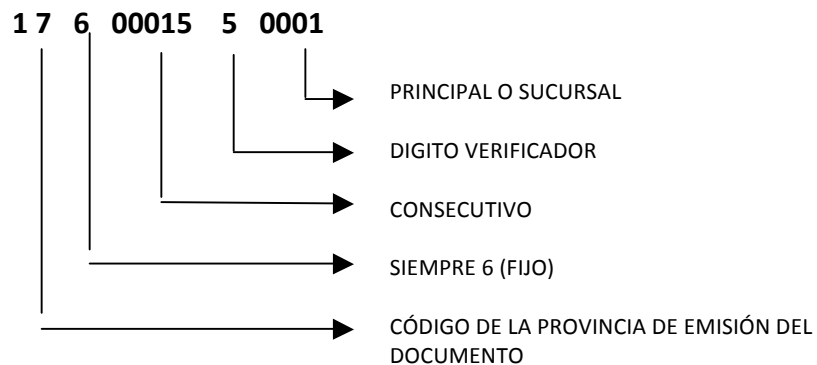 1 7 6 00015 5 0001
PRINCIPAL O SUCURSAL
DIGITO VERIFICADOR
CONSECUTIVO
SIEMPRE 6 (FIJO)
CÓDIGO DE LA PROVINCIA DE EMISIÓN DEL
DOCUMENTO